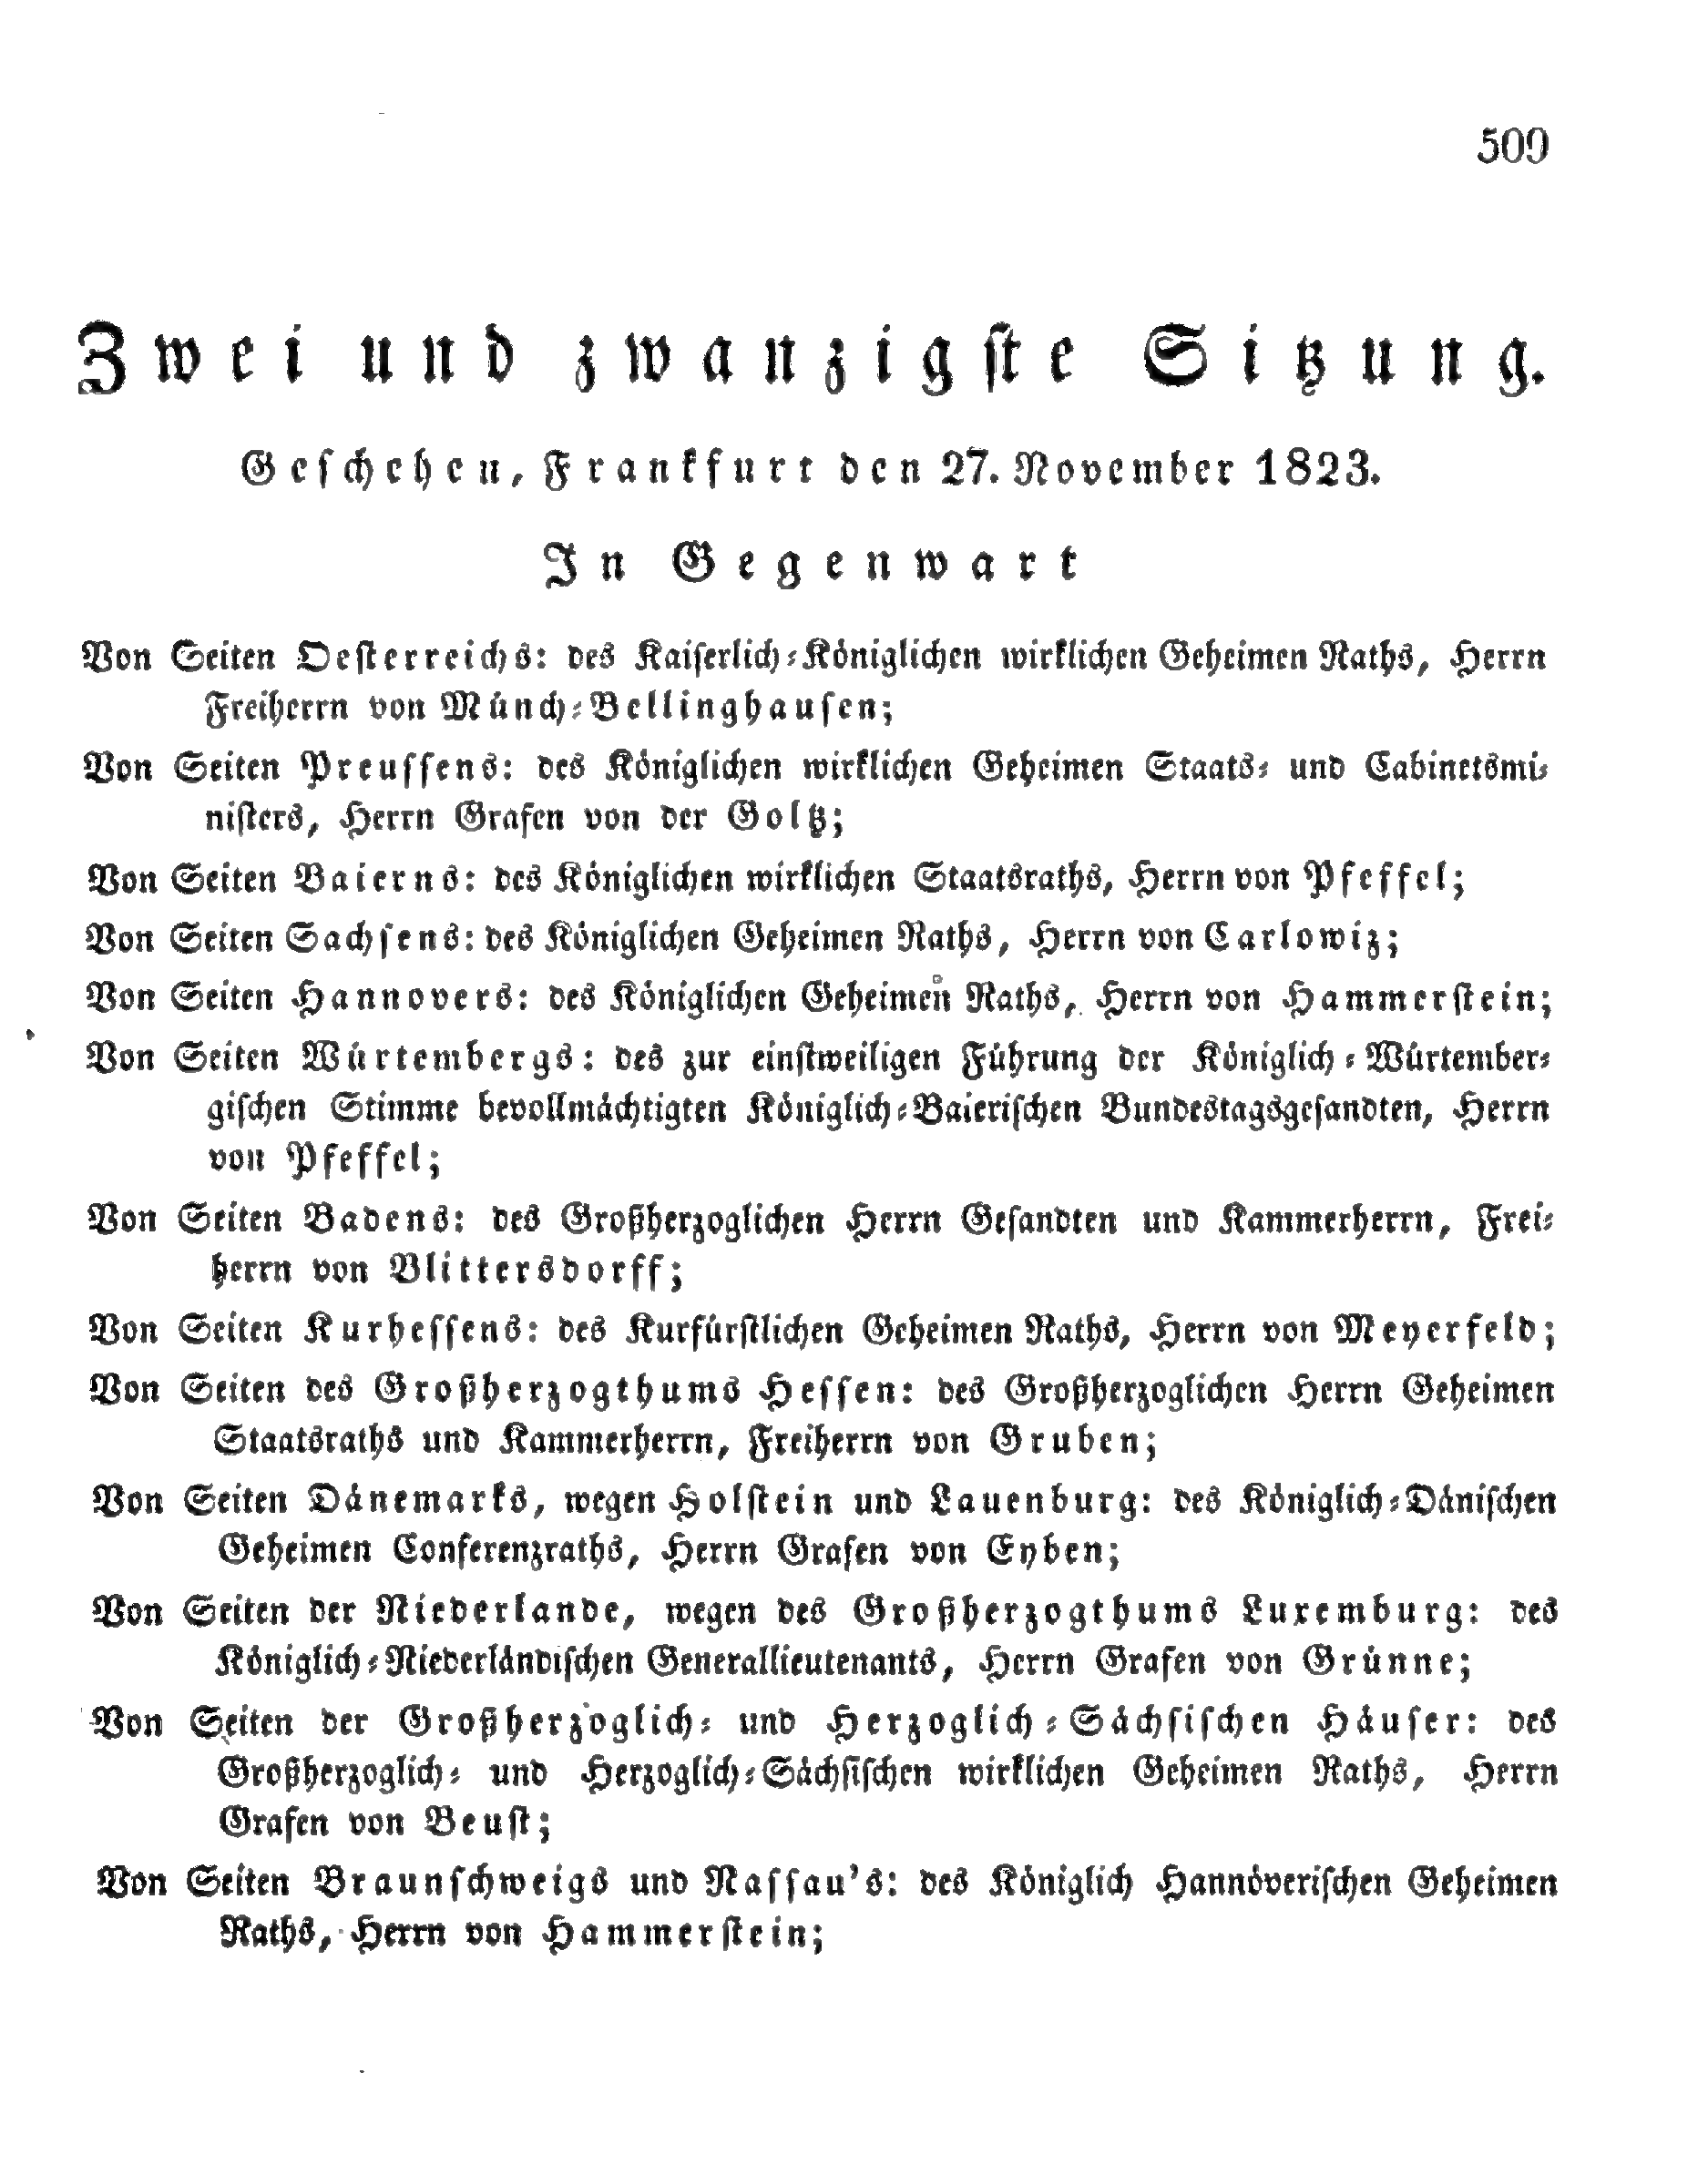 509
Zwei und zwanzigste Sitzung.
Geschehen, Frankfurt den 27. November 1823.
In Gegenwart
Von Seiten Oesterreichs: des Kaiserlich-Königlichen wirklichen Geheimen Raths, Herrn
Freiherrn von Münch-Bellinghausen;
Von Seiten Preussens: des Königlichen wirklichen Geheimen Staats- und Cabinetsmi-
nisters, Herrn Grafen von der Goltz;
Von Seiten Baierns: des Königlichen wirklichen Staatsraths, Herrn von Pfeffel;
Von Seiten Sachsens: des Königlichen Geheimen Raths, Herrn von Carlowiz;
Von Seiten Hannovers: des Königlichen Geheimen Raths, Herrn von Hammerstein;
Von Seiten Würtembergs: des zur einstweiligen Führung der Königlich-Würtember-
gischen Stimme bevollmächtigten Königlich-Baierischen Bundestagsgesandten, Herrn
von Pfeffel;
Von Seiten Badens: des Großherzoglichen Herrn Gesandten und Kammerherrn, Frei-
herrn von Blittersdorff;
Von Seiten Kurhessens: des Kurfürstlichen Geheimen Raths, Herrn von Meyerfeld;
Von Seiten des Großherzogthums Hessen: des Großherzoglichen Herrn Geheimen
Staatsraths und Kammerherrn, Freiherrn von Gruben;
Von Seiten Dänemarks, wegen Holstein und Lauenburg: des Königlich-Dänischen
Geheimen Conferenzraths, Herrn Grafen von Eyben;
Von Seiten der Niederlande, wegen des Großherzogthums Luxemburg: des
Königlich-Niederländischen Generallieutenants, Herrn Grafen von Grünne;
Von Seiten der Großherzoglich- und Herzoglich-Sächsischen Häuser: des
Großherzoglich- und Herzoglich-Sächsischen wirklichen Geheimen Raths, Herrn
Grafen von Beust;
Von Seiten Braunschweigs und Nassau's: des Königlich Hannöverischen Geheimen
Raths, Herrn von Hammerstein;